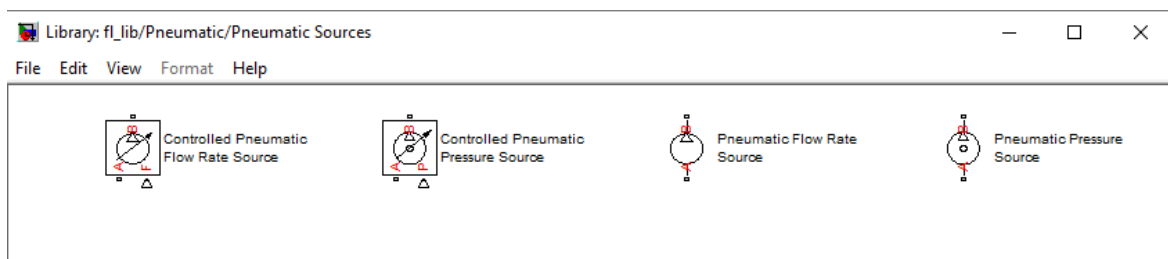 Library: fl_lib/Pneumatic/Pneumatic Sources
File Edit View Format Help
B
A
F
Controlled Pneumatic
Flow Rate Source
B
A
P
Controlled Pneumatic
Pressure Source
B
A
Pneumatic Flow Rate
Source
B
A
Pneumatic Pressure
Source